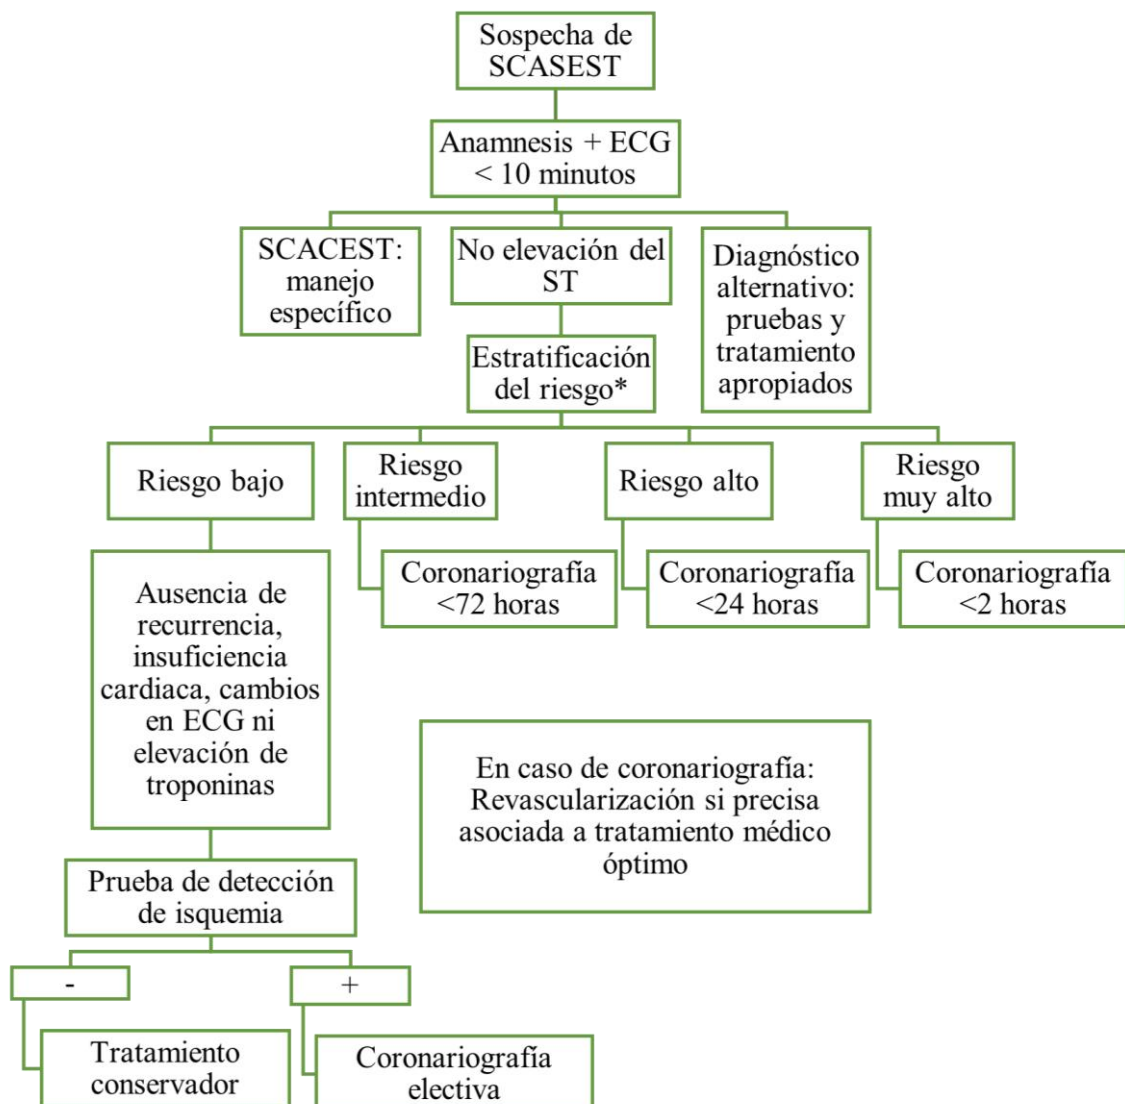 Sospecha de
SCASEST
Anamnesis + ECG
< 10 minutos
SCACEST:
manejo
específico
No elevación del
ST
Diagnóstico
alternativo:
pruebas y
tratamiento
apropiados
Estratificación
del riesgo*
Riesgo bajo
Riesgo
intermedio
Riesgo alto
Riesgo
muy alto
Ausencia de
recurrencia,
insuficiencia
cardiaca, cambios
en ECG ni
elevación de
troponinas
Coronariografía
<72 horas
Coronariografía
<24 horas
Coronariografía
<2 horas
En caso de coronariografía:
Revascularización si precisa
asociada a tratamiento médico
óptimo
Prueba de detección
de isquemia
-
+
Tratamiento
conservador
Coronariografía
electiva